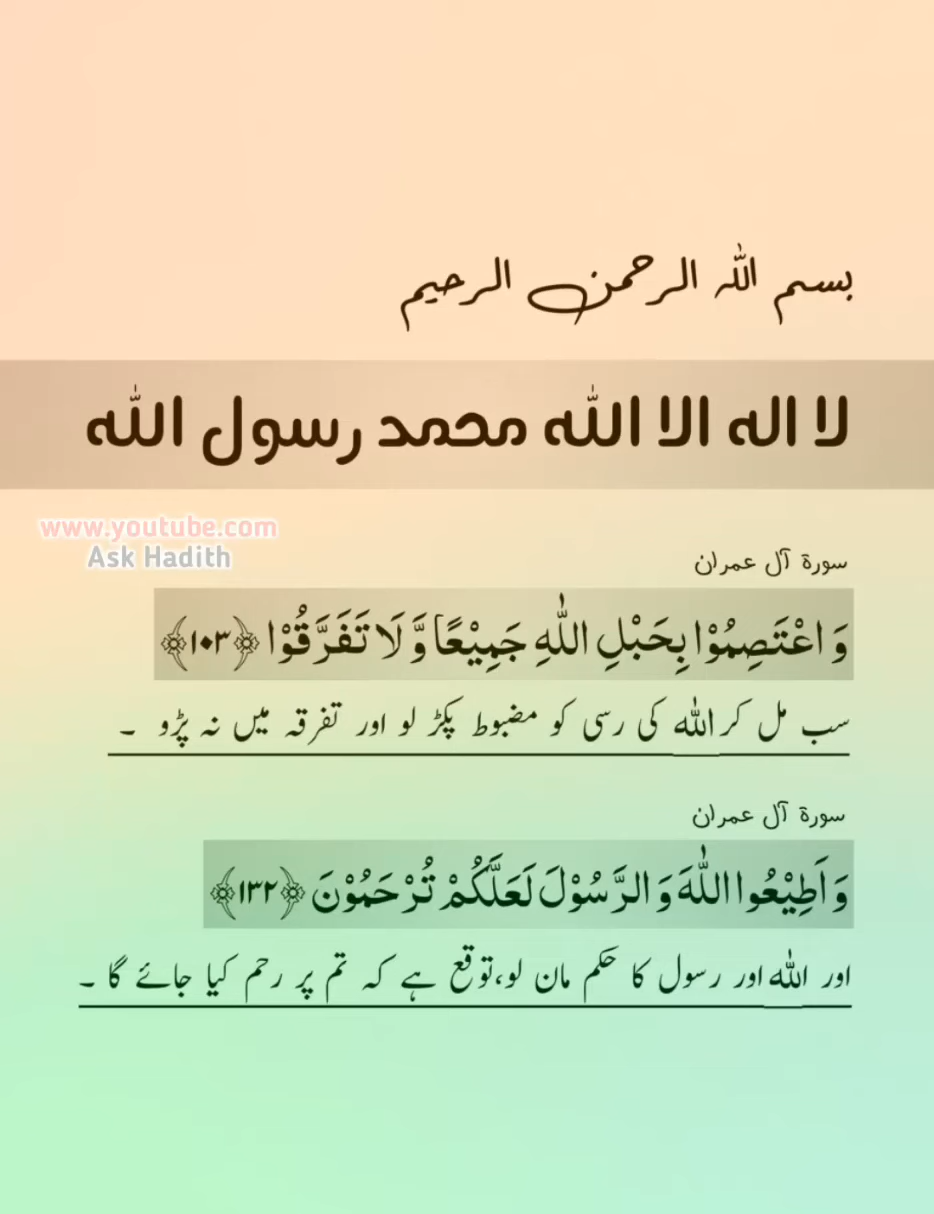 بسم الله الرحمن الرحیم
لا اله الا الله محمد رسول الله
www.youtube.com
Ask Hadith
سورة آل عمران
وَ اعْتَصِمُوْا بِحَبْلِ اللّٰهِ جَمِیْعًا وَّ لَا تَفَرَّقُوْا ﴿۱۰۳﴾
سب مل کر اللہ کی رسی کو مضبوط پکڑ لو اور تفرقہ میں نہ پڑو ۔
سورة آل عمران
وَ اَطِیْعُوا اللّٰهَ وَ الرَّسُوْلَ لَعَلَّكُمْ تُرْحَمُوْنَ ﴿۱۳۲﴾
اور اللہ اور رسول کا حکم مان لو،توقع ہے کہ تم پر رحم کیا جائے گا ۔